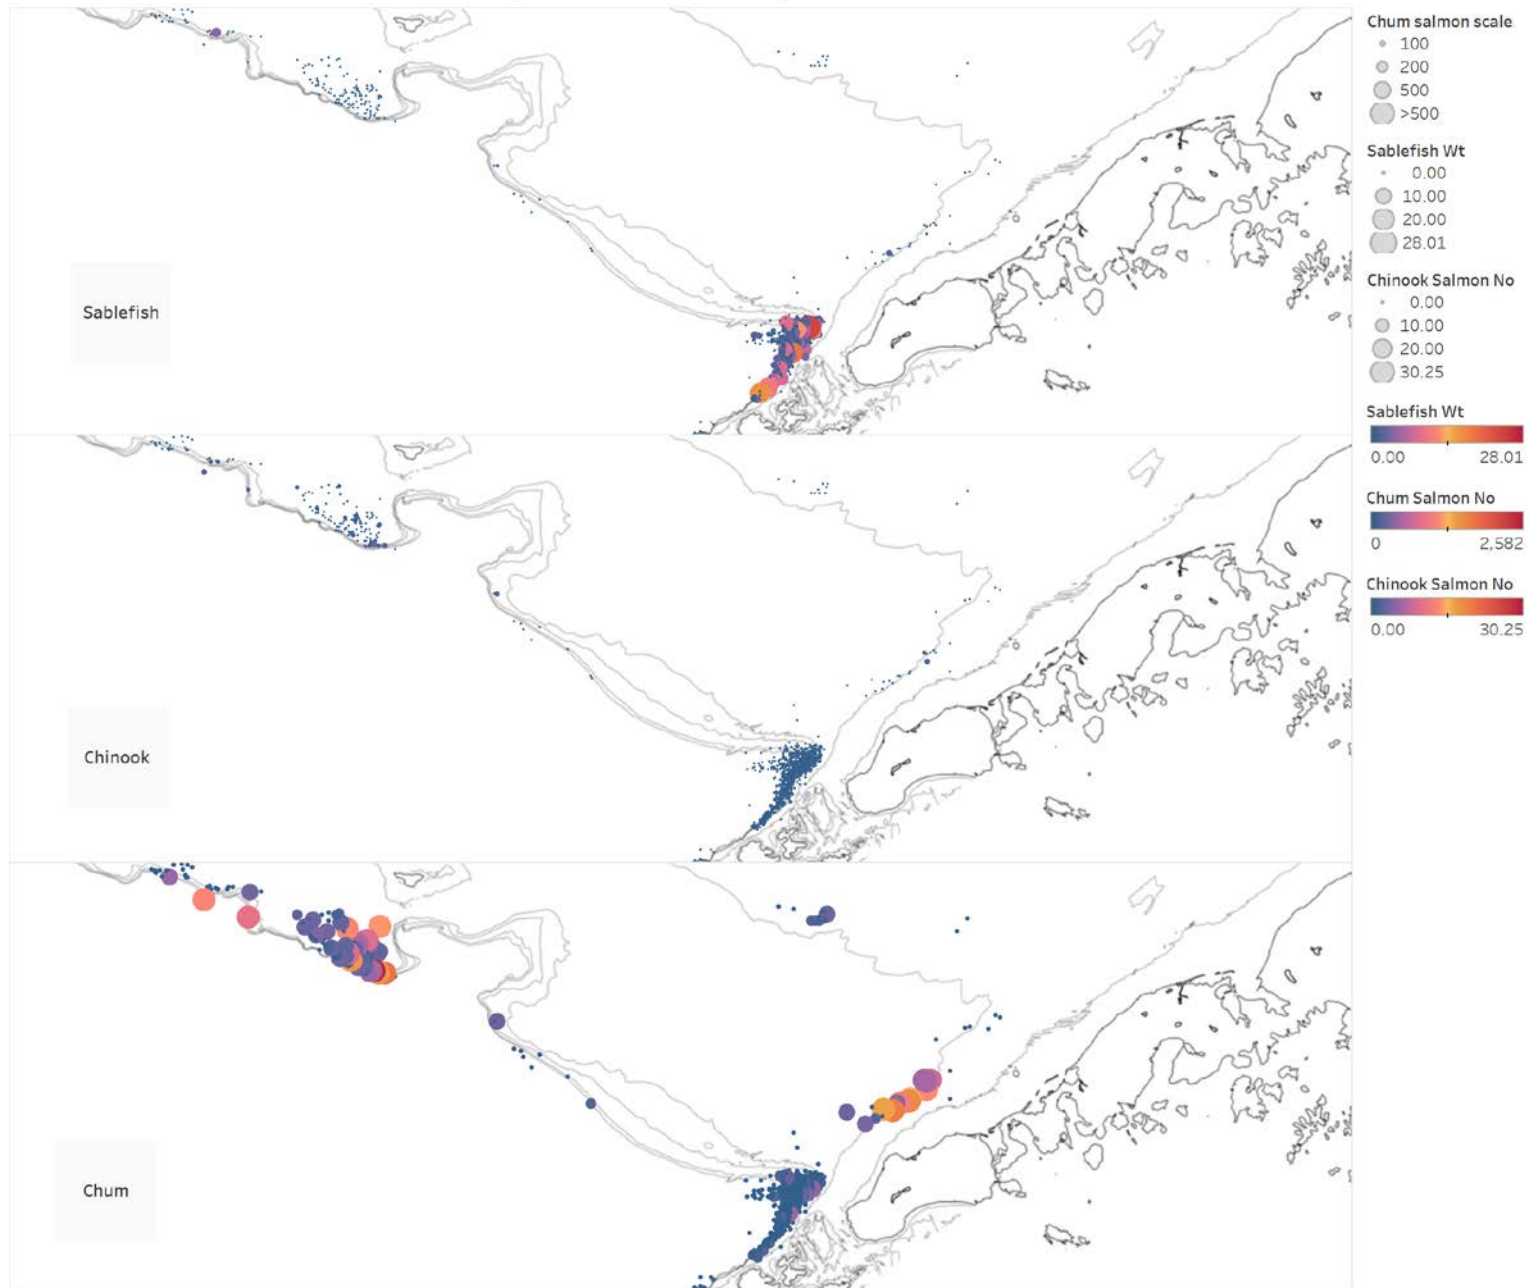 Sablefish
Chinook
Chum
Chum salmon scale
100
200
500
>500
Sablefish Wt
0.00
10.00
20.00
28.01
Chinook Salmon No
0.00
10.00
20.00
30.25
Sablefish Wt
0.00 28.01
Chum Salmon No
0 2,582
Chinook Salmon No
0.00 30.25